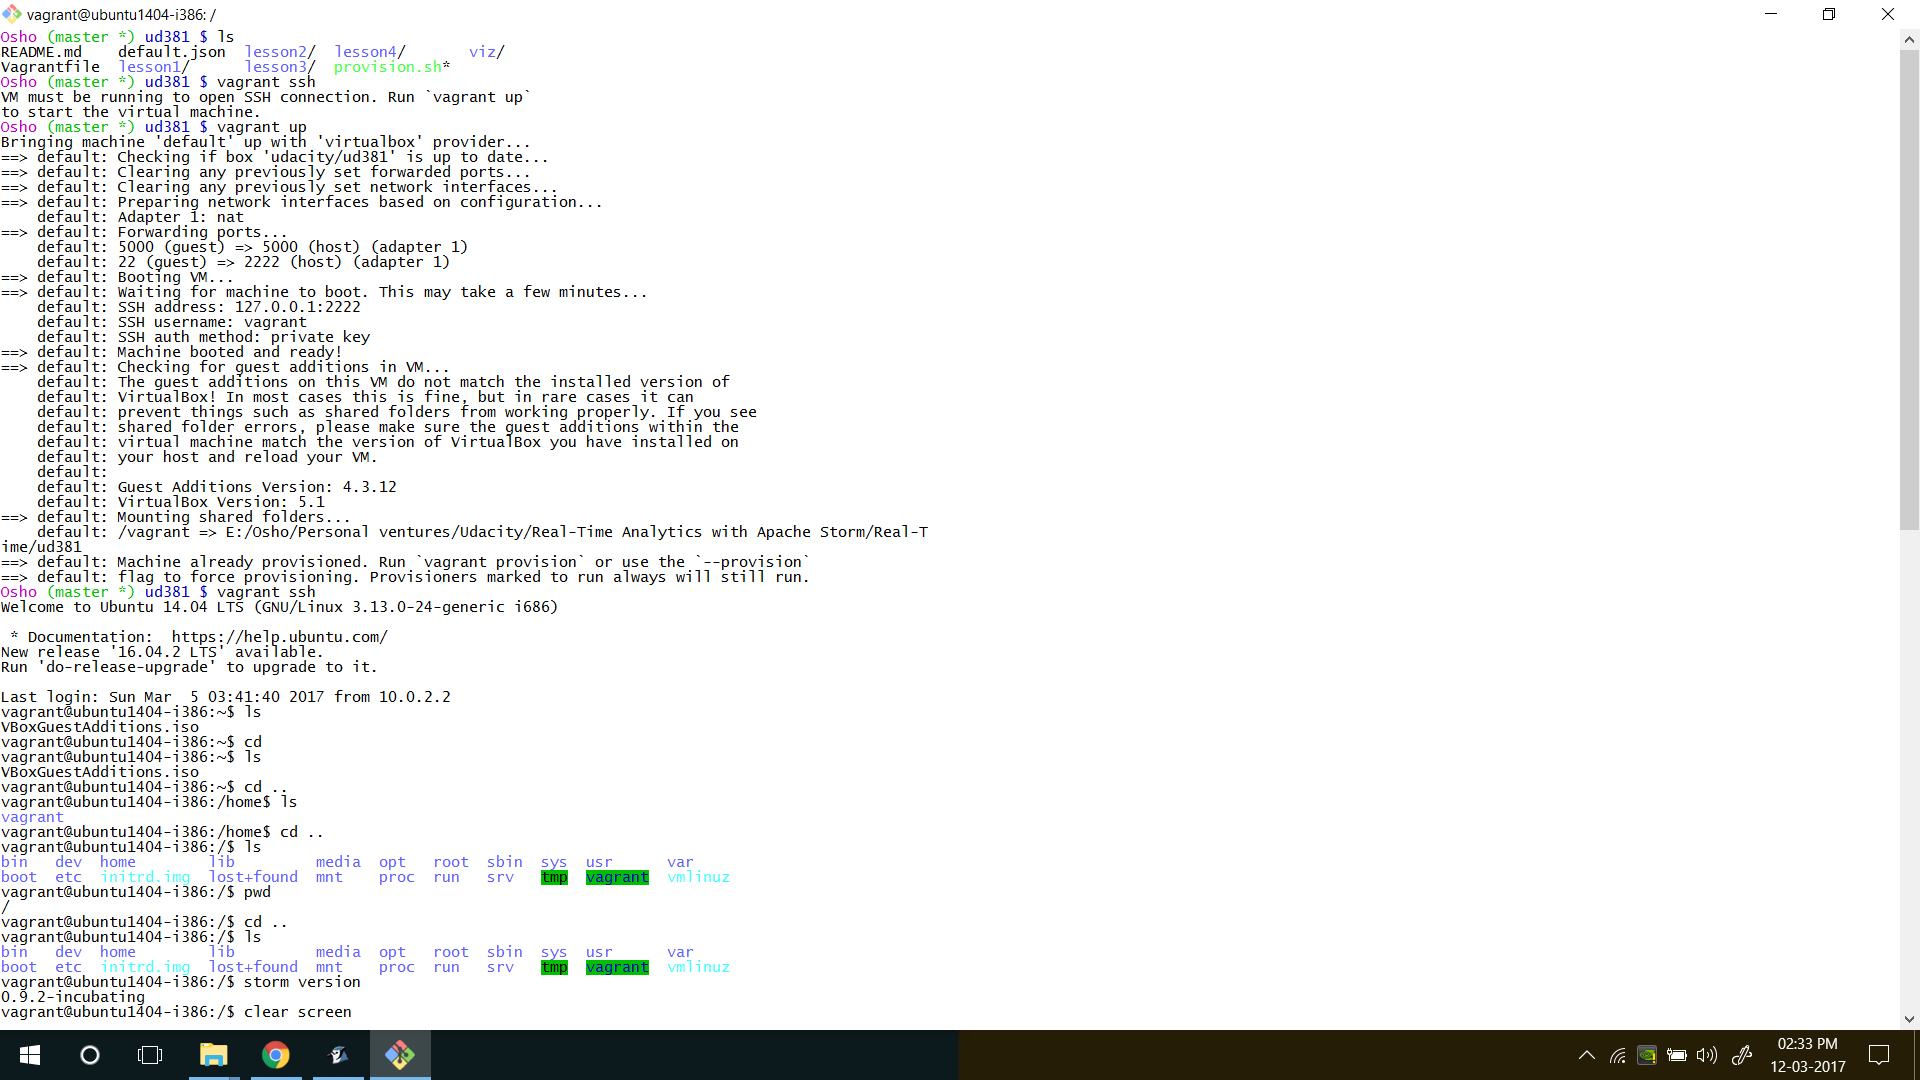 vagrant@ubuntu1404-i386: /
Osho (master *) ud381 $ ls
README.md    default.json  lesson2/  lesson4/       viz/
Vagrantfile  lesson1/      lesson3/  provision.sh*
Osho (master *) ud381 $ vagrant ssh
VM must be running to open SSH connection. Run `vagrant up`
to start the virtual machine.
Osho (master *) ud381 $ vagrant up
Bringing machine 'default' up with 'virtualbox' provider...
==> default: Checking if box 'udacity/ud381' is up to date...
==> default: Clearing any previously set forwarded ports...
==> default: Clearing any previously set network interfaces...
==> default: Preparing network interfaces based on configuration...
    default: Adapter 1: nat
==> default: Forwarding ports...
    default: 5000 (guest) => 5000 (host) (adapter 1)
    default: 22 (guest) => 2222 (host) (adapter 1)
==> default: Booting VM...
==> default: Waiting for machine to boot. This may take a few minutes...
    default: SSH address: 127.0.0.1:2222
    default: SSH username: vagrant
    default: SSH auth method: private key
==> default: Machine booted and ready!
==> default: Checking for guest additions in VM...
    default: The guest additions on this VM do not match the installed version of
    default: VirtualBox! In most cases this is fine, but in rare cases it can
    default: prevent things such as shared folders from working properly. If you see
    default: shared folder errors, please make sure the guest additions within the
    default: virtual machine match the version of VirtualBox you have installed on
    default: your host and reload your VM.
    default:
    default: Guest Additions Version: 4.3.12
    default: VirtualBox Version: 5.1
==> default: Mounting shared folders...
    default: /vagrant => E:/Osho/Personal ventures/Udacity/Real-Time Analytics with Apache Storm/Real-T
ime/ud381
==> default: Machine already provisioned. Run `vagrant provision` or use the `--provision`
==> default: flag to force provisioning. Provisioners marked to run always will still run.
Osho (master *) ud381 $ vagrant ssh
Welcome to Ubuntu 14.04 LTS (GNU/Linux 3.13.0-24-generic i686)
 * Documentation:  https://help.ubuntu.com/
New release '16.04.2 LTS' available.
Run 'do-release-upgrade' to upgrade to it.
Last login: Sun Mar  5 03:41:40 2017 from 10.0.2.2
vagrant@ubuntu1404-i386:~$ ls
VBoxGuestAdditions.iso
vagrant@ubuntu1404-i386:~$ cd
vagrant@ubuntu1404-i386:~$ ls
VBoxGuestAdditions.iso
vagrant@ubuntu1404-i386:~$ cd ..
vagrant@ubuntu1404-i386:/home$ ls
vagrant
vagrant@ubuntu1404-i386:/home$ cd ..
vagrant@ubuntu1404-i386:/$ ls
bin   dev  home        lib         media  opt   root  sbin  sys  usr      var
boot  etc  initrd.img  lost+found  mnt    proc  run   srv   tmp  vagrant  vmlinuz
vagrant@ubuntu1404-i386:/$ pwd
/
vagrant@ubuntu1404-i386:/$ cd ..
vagrant@ubuntu1404-i386:/$ ls
bin   dev  home        lib         media  opt   root  sbin  sys  usr      var
boot  etc  initrd.img  lost+found  mnt    proc  run   srv   tmp  vagrant  vmlinuz
vagrant@ubuntu1404-i386:/$ storm version
0.9.2-incubating
vagrant@ubuntu1404-i386:/$ clear screen
02:33 PM
12-03-2017